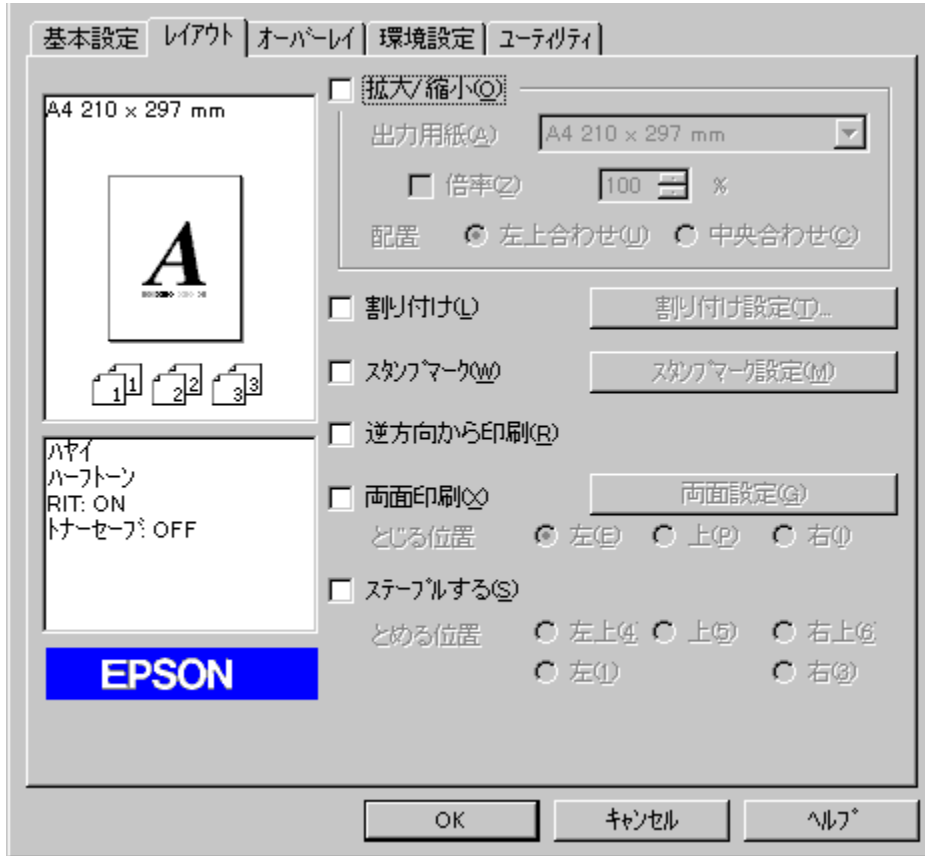 基本設定 レイアウト オーバーレイ 環境設定 ユーティリティ
A4 210 × 297 mm
A
1 1 2 2 3 3
ハヤイ
ハーフトーン
RIT: ON
トナーセーブ: OFF
EPSON
拡大/縮小(O)
出力用紙(A) A4 210 × 297 mm
倍率(Z) 100 %
配置 左上合わせ(U) 中央合わせ(C)
割り付け(L) 割り付け設定(T)...
スタンプマーク(W) スタンプマーク設定(M)
逆方向から印刷(R)
両面印刷(X) 両面設定(G)
とじる位置 左(E) 上(P) 右(I)
ステープルする(S)
とめる位置 左上(4 上(5) 右上(6
左(1) 右(3)
OK キャンセル ヘルプ